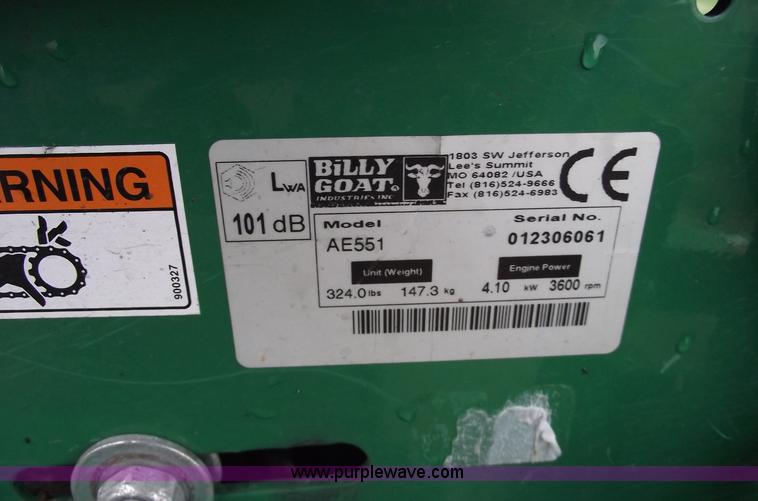 ARNING
900327
LWA
101 dB
BiLLY
GOAT
INDUSTRIES INC
1803 SW Jefferson
Lee's Summit
MO 64082 /USA
Tel (816)524-9666
Fax (816)524-6983
CE
Model
Serial No.
AE551
012306061
Unit (Weight)
Engine Power
324.0 lbs 147.3 kg
4.10 kW 3600 rpm
www.purplewave.com